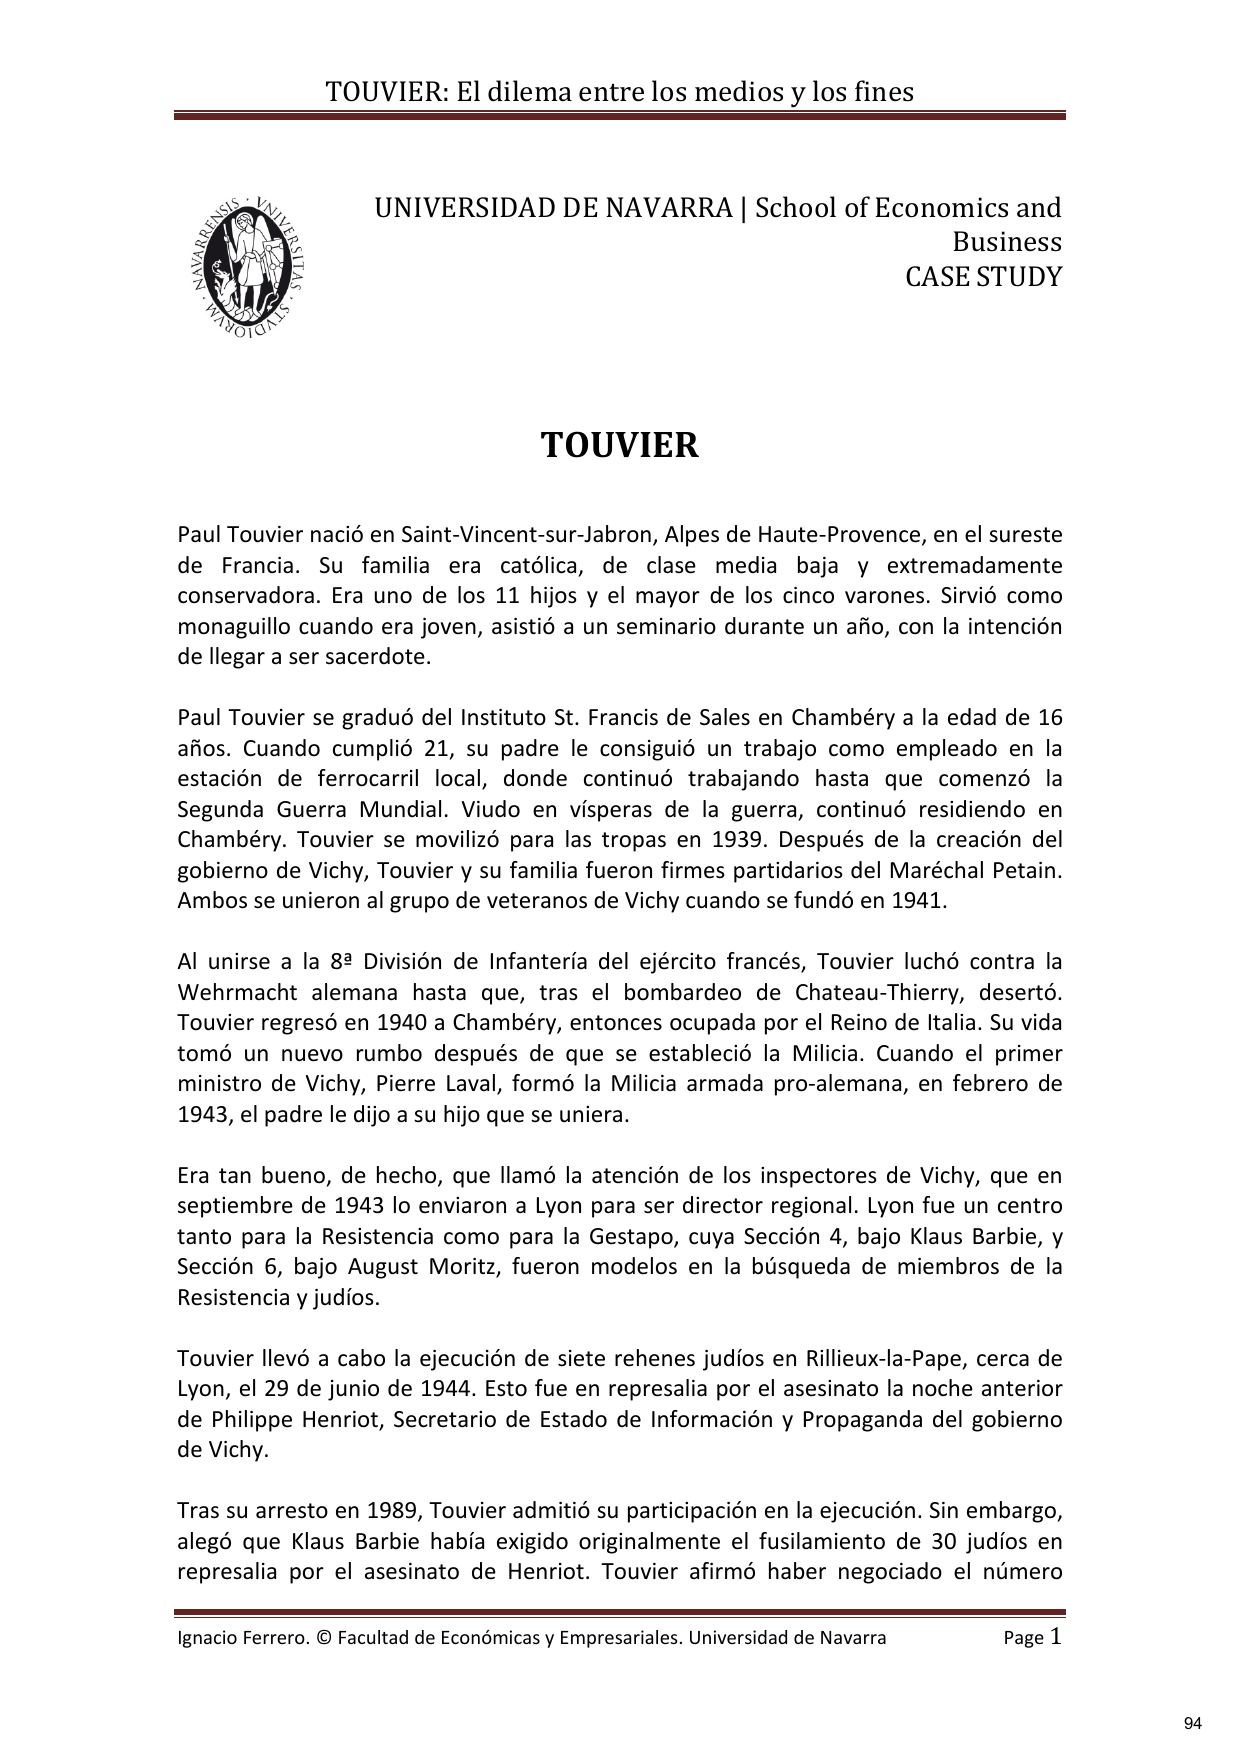 TOUVIER: El dilema entre los medios y los fines
NAVARRENSIS · VNIVERSITAS · STVDIORVM ·
UNIVERSIDAD DE NAVARRA | School of Economics and
Business
CASE STUDY
TOUVIER
Paul Touvier nació en Saint-Vincent-sur-Jabron, Alpes de Haute-Provence, en el sureste
de Francia. Su familia era católica, de clase media baja y extremadamente
conservadora. Era uno de los 11 hijos y el mayor de los cinco varones. Sirvió como
monaguillo cuando era joven, asistió a un seminario durante un año, con la intención
de llegar a ser sacerdote.
Paul Touvier se graduó del Instituto St. Francis de Sales en Chambéry a la edad de 16
años. Cuando cumplió 21, su padre le consiguió un trabajo como empleado en la
estación de ferrocarril local, donde continuó trabajando hasta que comenzó la
Segunda Guerra Mundial. Viudo en vísperas de la guerra, continuó residiendo en
Chambéry. Touvier se movilizó para las tropas en 1939. Después de la creación del
gobierno de Vichy, Touvier y su familia fueron firmes partidarios del Maréchal Petain.
Ambos se unieron al grupo de veteranos de Vichy cuando se fundó en 1941.
Al unirse a la 8ª División de Infantería del ejército francés, Touvier luchó contra la
Wehrmacht alemana hasta que, tras el bombardeo de Chateau-Thierry, desertó.
Touvier regresó en 1940 a Chambéry, entonces ocupada por el Reino de Italia. Su vida
tomó un nuevo rumbo después de que se estableció la Milicia. Cuando el primer
ministro de Vichy, Pierre Laval, formó la Milicia armada pro-alemana, en febrero de
1943, el padre le dijo a su hijo que se uniera.
Era tan bueno, de hecho, que llamó la atención de los inspectores de Vichy, que en
septiembre de 1943 lo enviaron a Lyon para ser director regional. Lyon fue un centro
tanto para la Resistencia como para la Gestapo, cuya Sección 4, bajo Klaus Barbie, y
Sección 6, bajo August Moritz, fueron modelos en la búsqueda de miembros de la
Resistencia y judíos.
Touvier llevó a cabo la ejecución de siete rehenes judíos en Rillieux-la-Pape, cerca de
Lyon, el 29 de junio de 1944. Esto fue en represalia por el asesinato la noche anterior
de Philippe Henriot, Secretario de Estado de Información y Propaganda del gobierno
de Vichy.
Tras su arresto en 1989, Touvier admitió su participación en la ejecución. Sin embargo,
alegó que Klaus Barbie había exigido originalmente el fusilamiento de 30 judíos en
represalia por el asesinato de Henriot. Touvier afirmó haber negociado el número
Ignacio Ferrero. © Facultad de Económicas y Empresariales. Universidad de Navarra Page 1
94